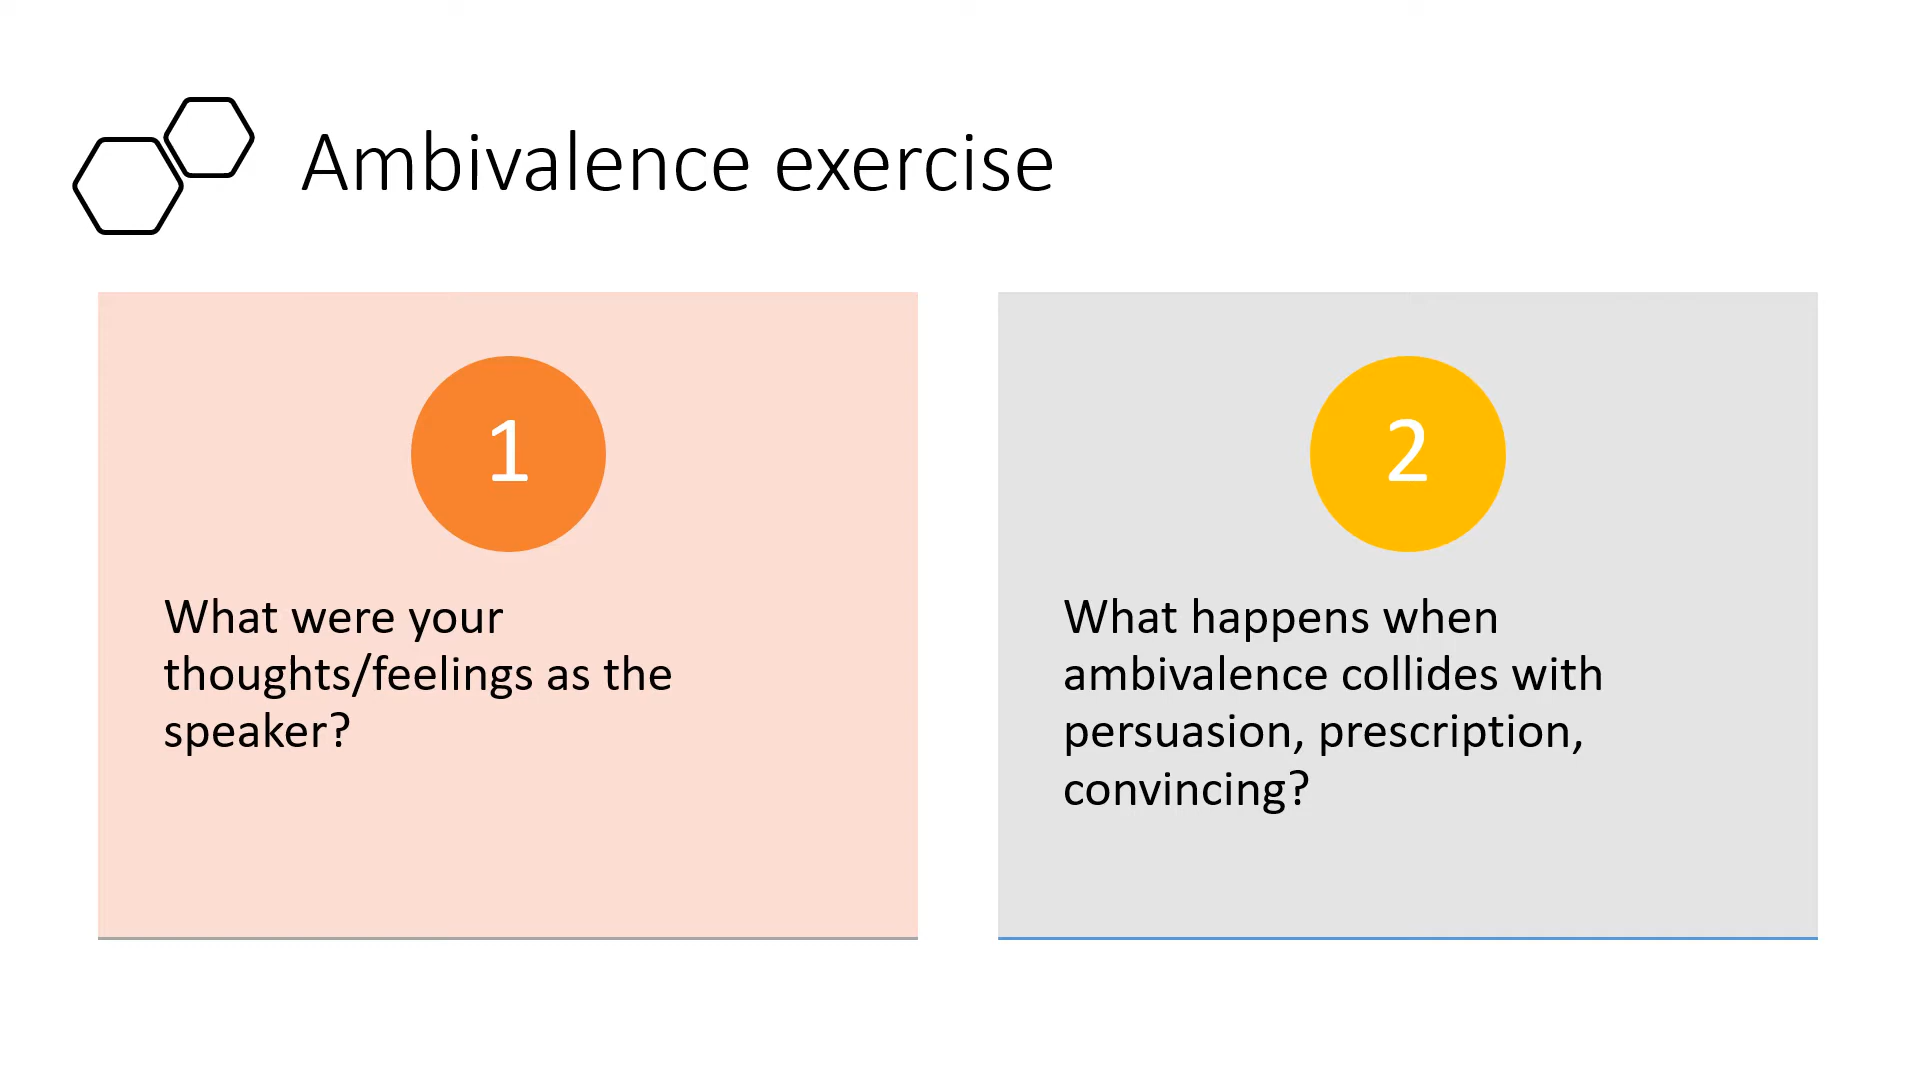 Ambivalence exercise
1
What were your
thoughts/feelings as the
speaker?
2
What happens when
ambivalence collides with
persuasion, prescription,
convincing?